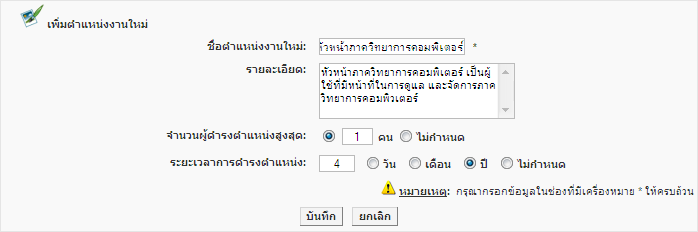 เพิ่มตำแหน่งงานใหม่
ชื่อตำแหน่งงานใหม่: หัวหน้าภาควิทยาการคอมพิเตอร์ *
รายละเอียด: หัวหน้าภาควิทยาการคอมพิเตอร์ เป็นผู้
ใช้ที่มีหน้าที่ในการดูแล และจัดการภาค
วิทยาการคอมพิวเตอร์
จำนวนผู้ดำรงตำแหน่งสูงสุด: 1 คน ไม่กำหนด
ระยะเวลาการดำรงตำแหน่ง: 4 วัน เดือน ปี ไม่กำหนด
หมายเหตุ: กรุณากรอกข้อมูลในช่องที่มีเครื่องหมาย * ให้ครบถ้วน
บันทึก ยกเลิก